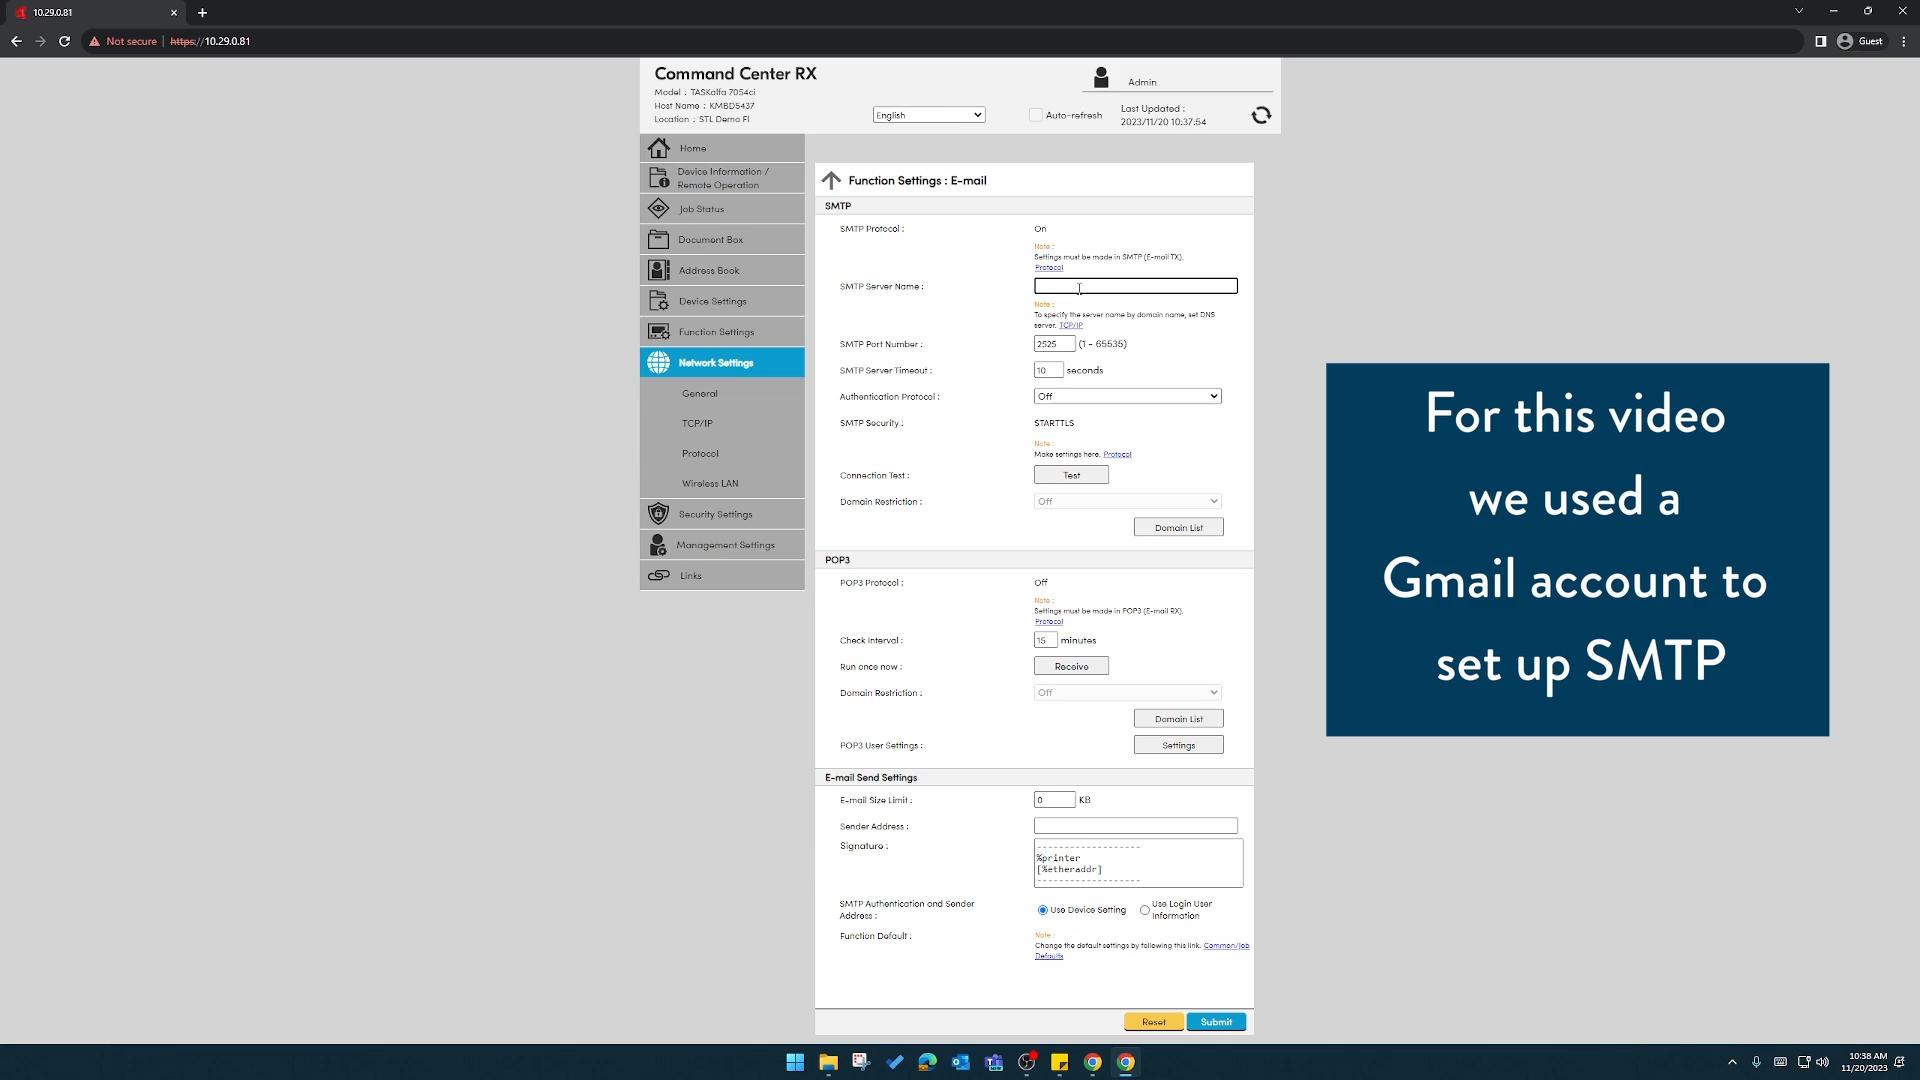 10.29.0.81
Not secure
https://10.29.0.81
Guest
Command Center RX
Model : TASKalfa 7054ci
Host Name : KMBD5437
Location : STL Demo Fl
English
Auto-refresh
Admin
Last Updated :
2023/11/20 10:37:54
Home
Device Information /
Remote Operation
Job Status
Document Box
Address Book
Device Settings
Function Settings
Network Settings
General
TCP/IP
Protocol
Wireless LAN
Security Settings
Management Settings
Links
Function Settings : E-mail
SMTP
SMTP Protocol :
On
Note :
Settings must be made in SMTP (E-mail TX).
Protocol
SMTP Server Name :
Note :
To specify the server name by domain name, set DNS
server. TCP/IP
SMTP Port Number :
2525 (1 - 65535)
SMTP Server Timeout :
10 seconds
Authentication Protocol :
Off
SMTP Security :
STARTTLS
Note :
Make settings here. Protocol
Connection Test :
Test
Domain Restriction :
Off
Domain List
POP3
POP3 Protocol :
Off
Note :
Settings must be made in POP3 (E-mail RX).
Protocol
Check Interval :
15 minutes
Run once now :
Receive
Domain Restriction :
Off
Domain List
POP3 User Settings :
Settings
E-mail Send Settings
E-mail Size Limit :
0 KB
Sender Address :
Signature :
--------------------
%printer
[%etheraddr]
--------------------
SMTP Authentication and Sender
Address :
Use Device Setting
Use Login User
Information
Function Default :
Note :
Change the default settings by following this link. Common/Job
Defaults
Reset
Submit
For this video
we used a
Gmail account to
set up SMTP
10:38 AM
11/20/2023